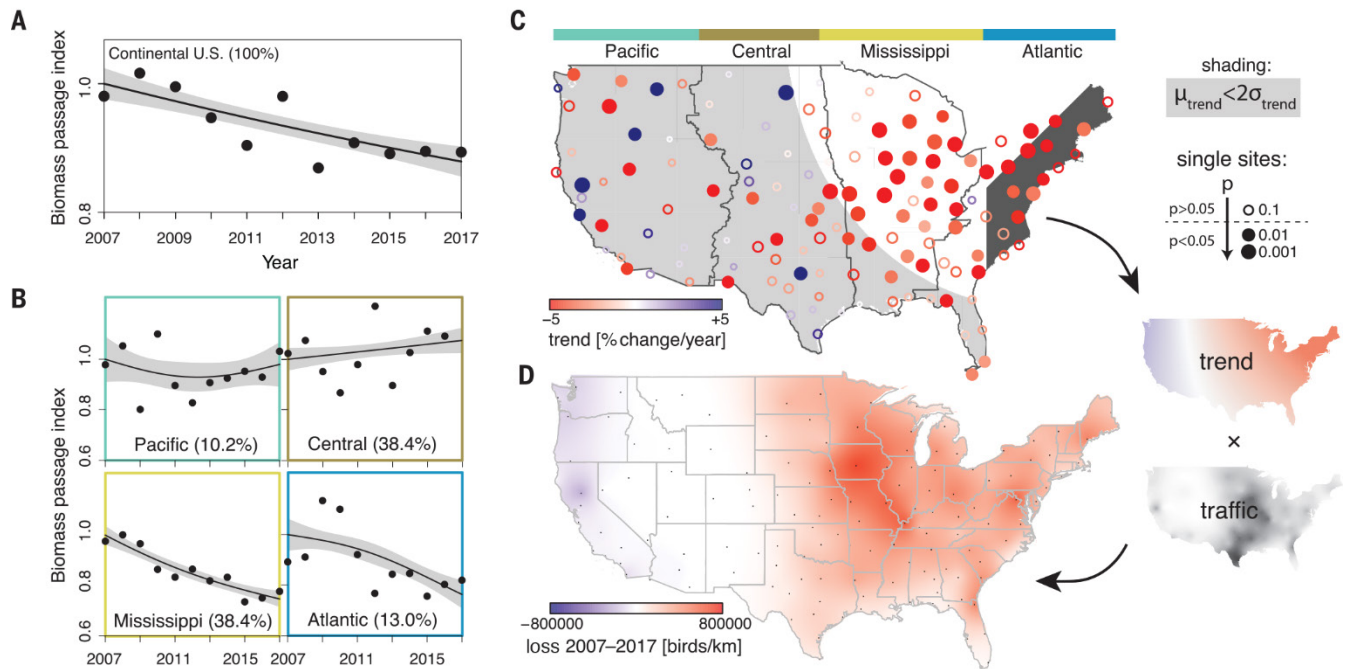 A
Continental U.S. (100%)
Biomass passage index
1.0
0.8
2007 2009 2011 2013 2015 2017
Year
B
Biomass passage index
1.0
0.8
0.6
Pacific (10.2%)
Central (38.4%)
1.0
0.8
0.6
Mississippi (38.4%)
Atlantic (13.0%)
2007 2011 2015 2007 2011 2015
C
Pacific Central Mississippi Atlantic
−5 +5
trend [% change/year]
shading:
μtrend<2σtrend
single sites:
p
p>0.05 0.1
p<0.05 0.01
0.001
trend
×
traffic
D
−800000 800000
loss 2007–2017 [birds/km]